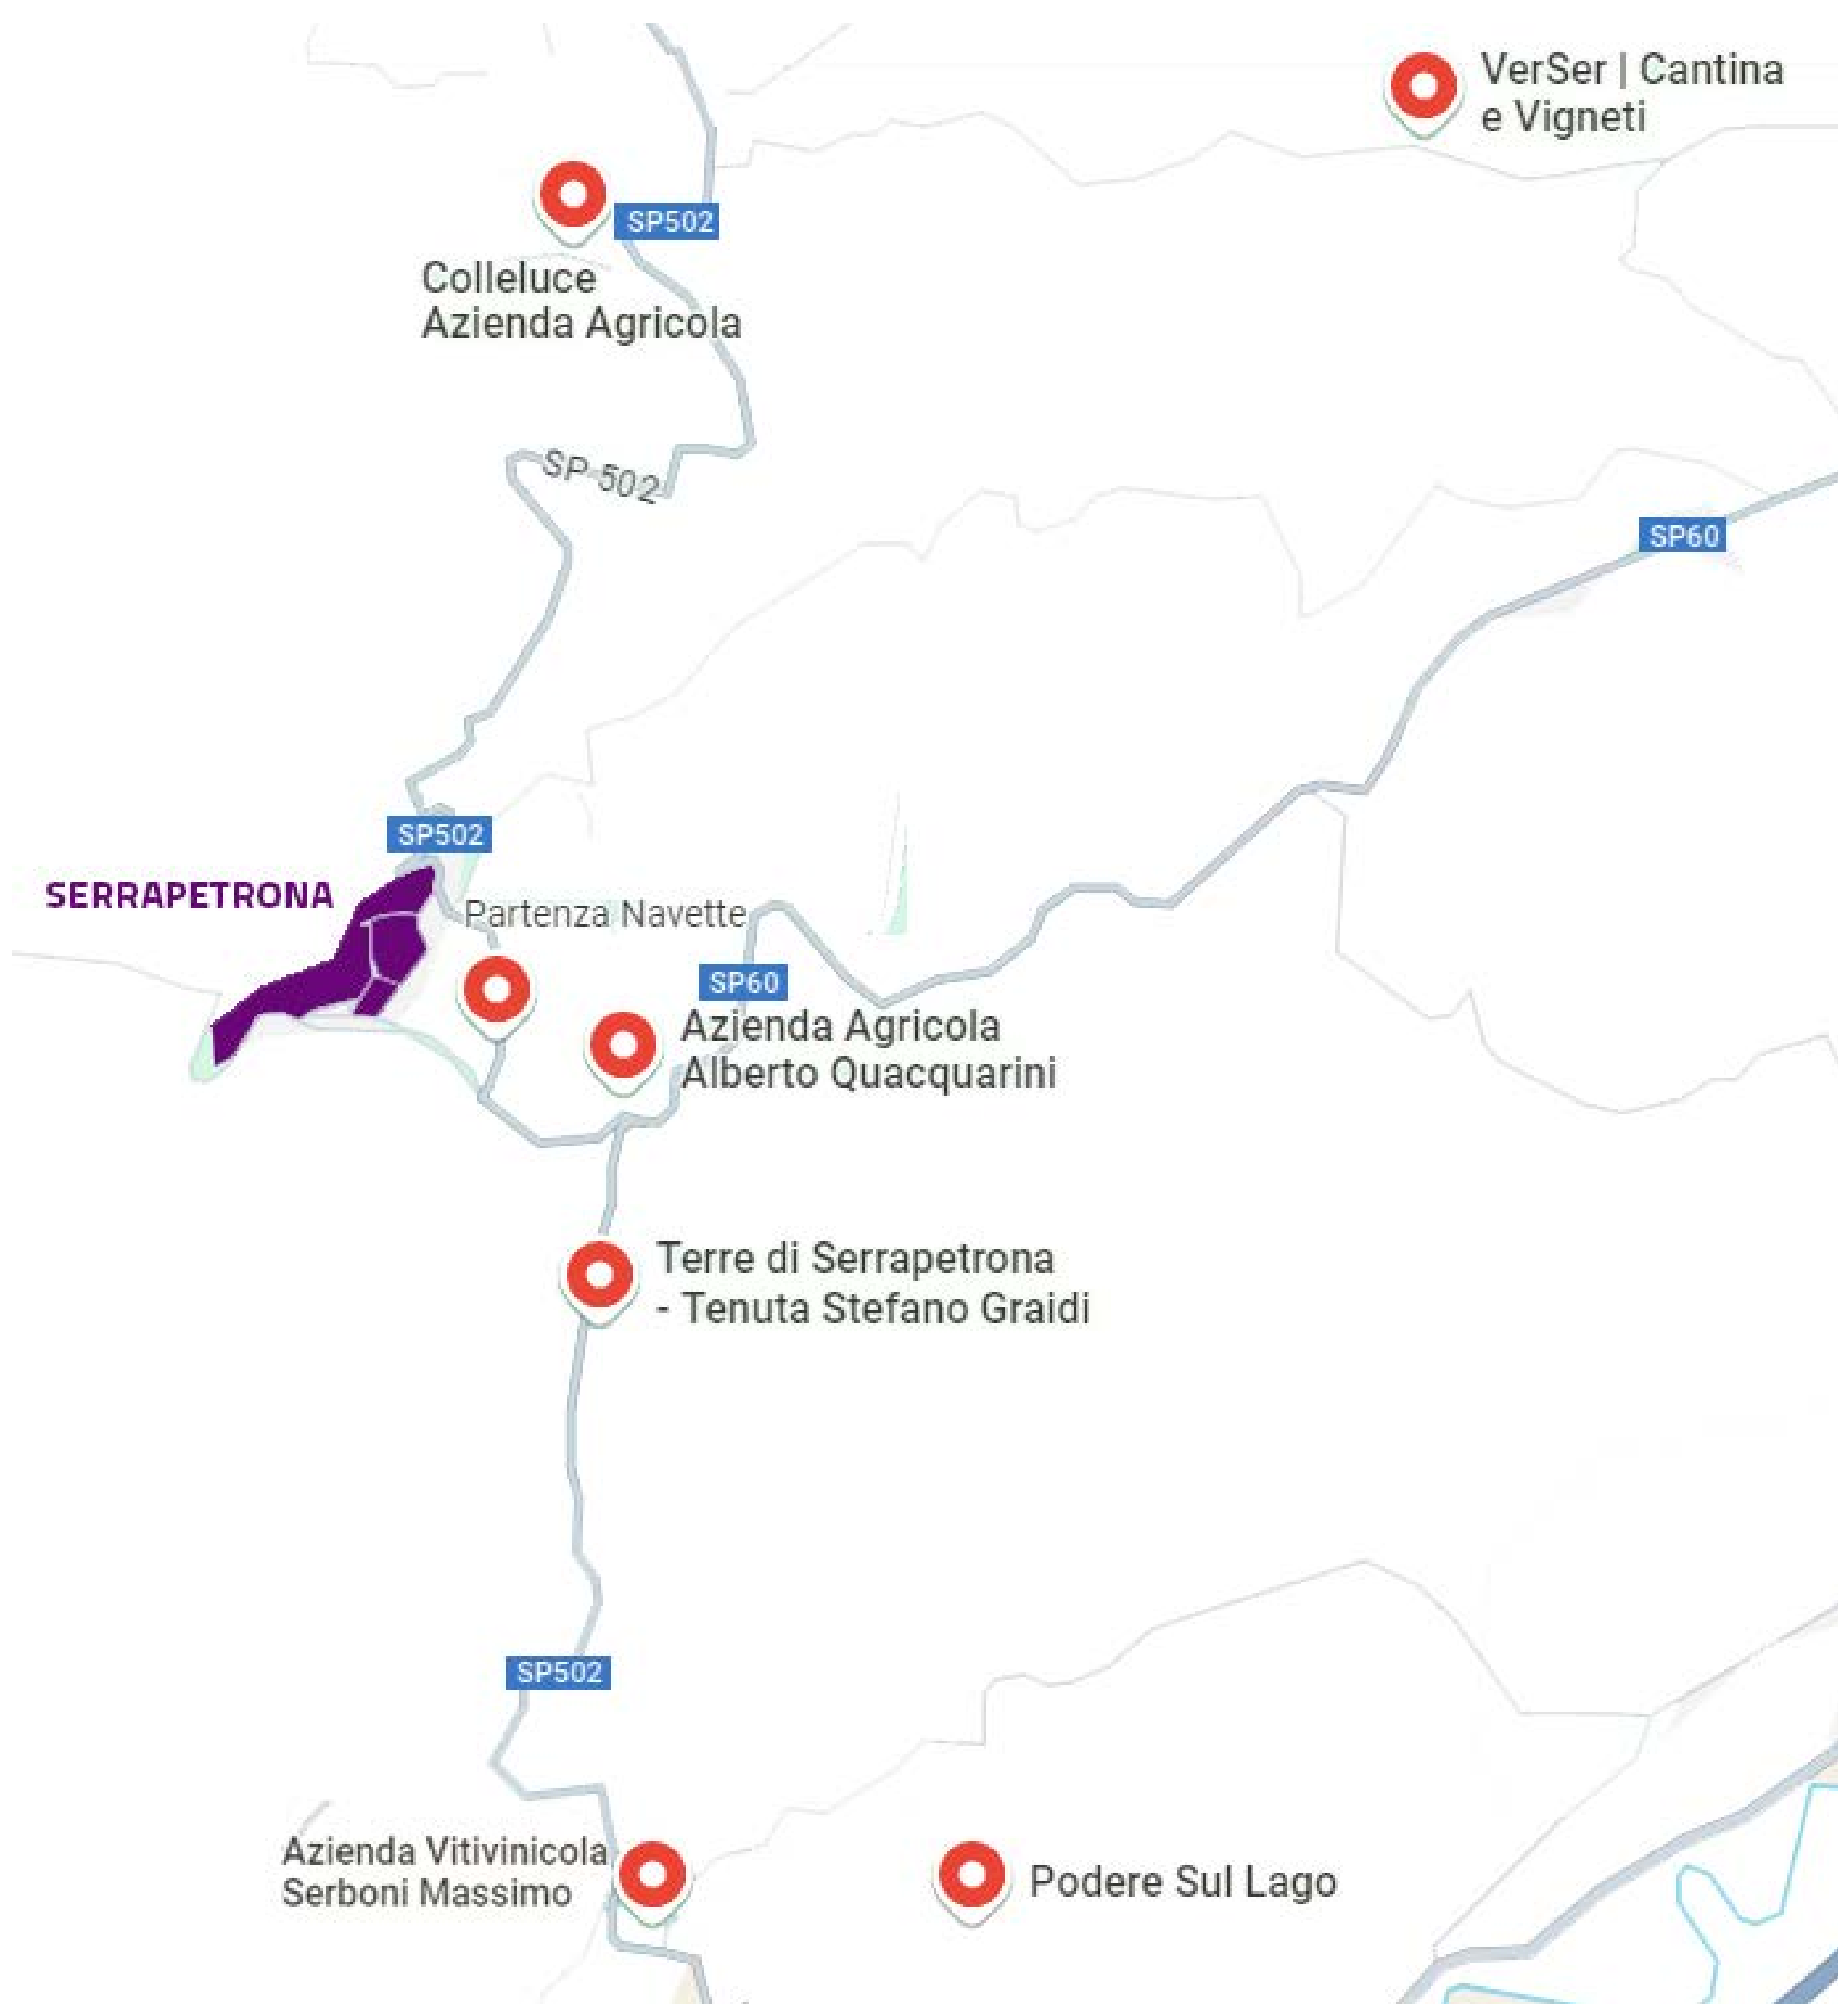 VerSer | Cantina
e Vigneti
SP502
Colleluce
Azienda Agricola
SP 502
SP60
SP502
SERRAPETRONA
Partenza Navette
SP60
Azienda Agricola
Alberto Quacquarini
Terre di Serrapetrona
- Tenuta Stefano Graidi
SP502
Azienda Vitivinicola
Serboni Massimo
Podere Sul Lago